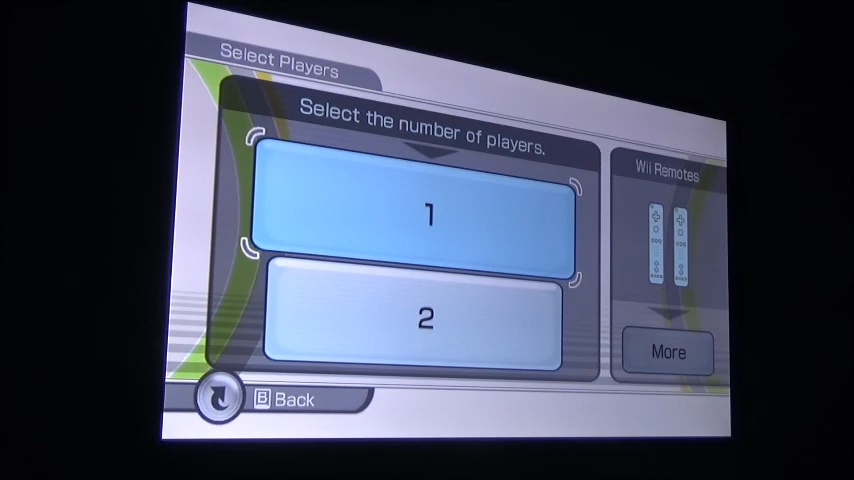 Select Players
Select the number of players.
1
2
Wii Remotes
More
B Back